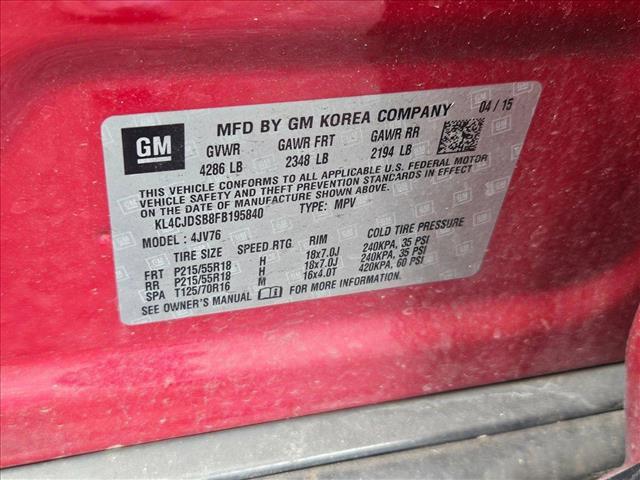 GM
MFD BY GM KOREA COMPANY 04 / 15
GVWR GAWR FRT GAWR RR
4286 LB 2348 LB 2194 LB
THIS VEHICLE CONFORMS TO ALL APPLICABLE U.S. FEDERAL MOTOR
VEHICLE SAFETY AND THEFT PREVENTION STANDARDS IN EFFECT ON
THE DATE OF MANUFACTURE SHOWN ABOVE.
KL4CJDSB8FB195840 TYPE: MPV
MODEL : 4JV76
TIRE SIZE SPEED RTG. RIM COLD TIRE PRESSURE
FRT P215/55R18 H 18x7.0J 240KPA, 35 PSI
RR P215/55R18 H 18x7.0J 240KPA, 35 PSI
SPA T125/70R16 M 16x4.0T 420KPA, 60 PSI
SEE OWNER'S MANUAL FOR MORE INFORMATION.